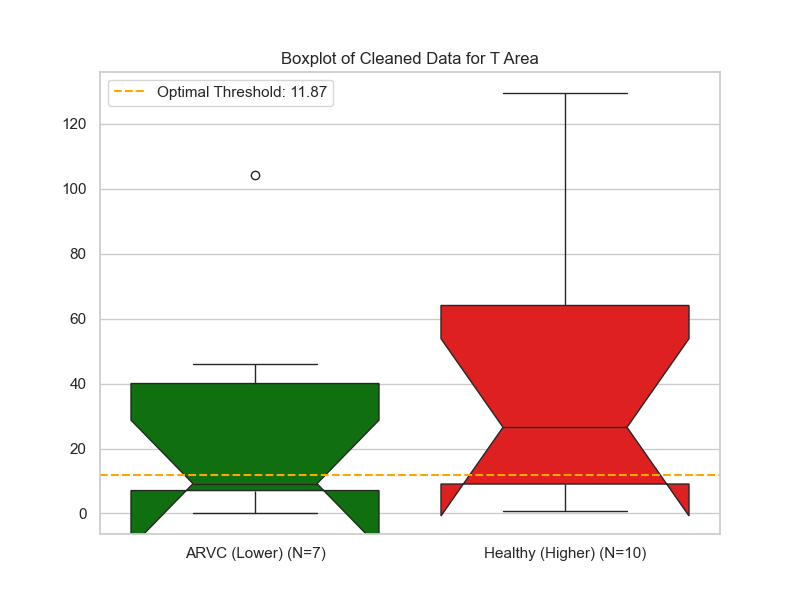 Boxplot of Cleaned Data for T Area
Optimal Threshold: 11.87
120
100
80
60
40
20
0
ARVC (Lower) (N=7)
Healthy (Higher) (N=10)